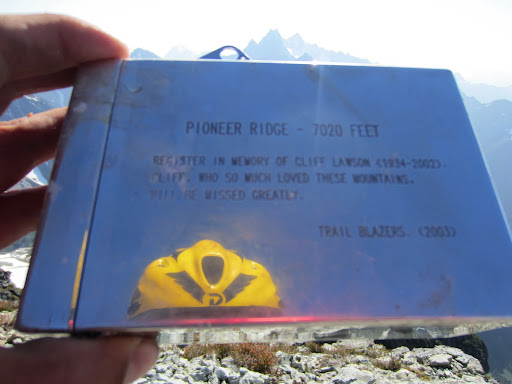 PIONEER RIDGE - 7020 FEET
REGISTER IN MEMORY OF CLIFF LAWSON (1934-2002).
CLIFF, WHO SO MUCH LOVED THESE MOUNTAINS,
WILL BE MISSED GREATLY.
TRAIL BLAZERS. (2003)